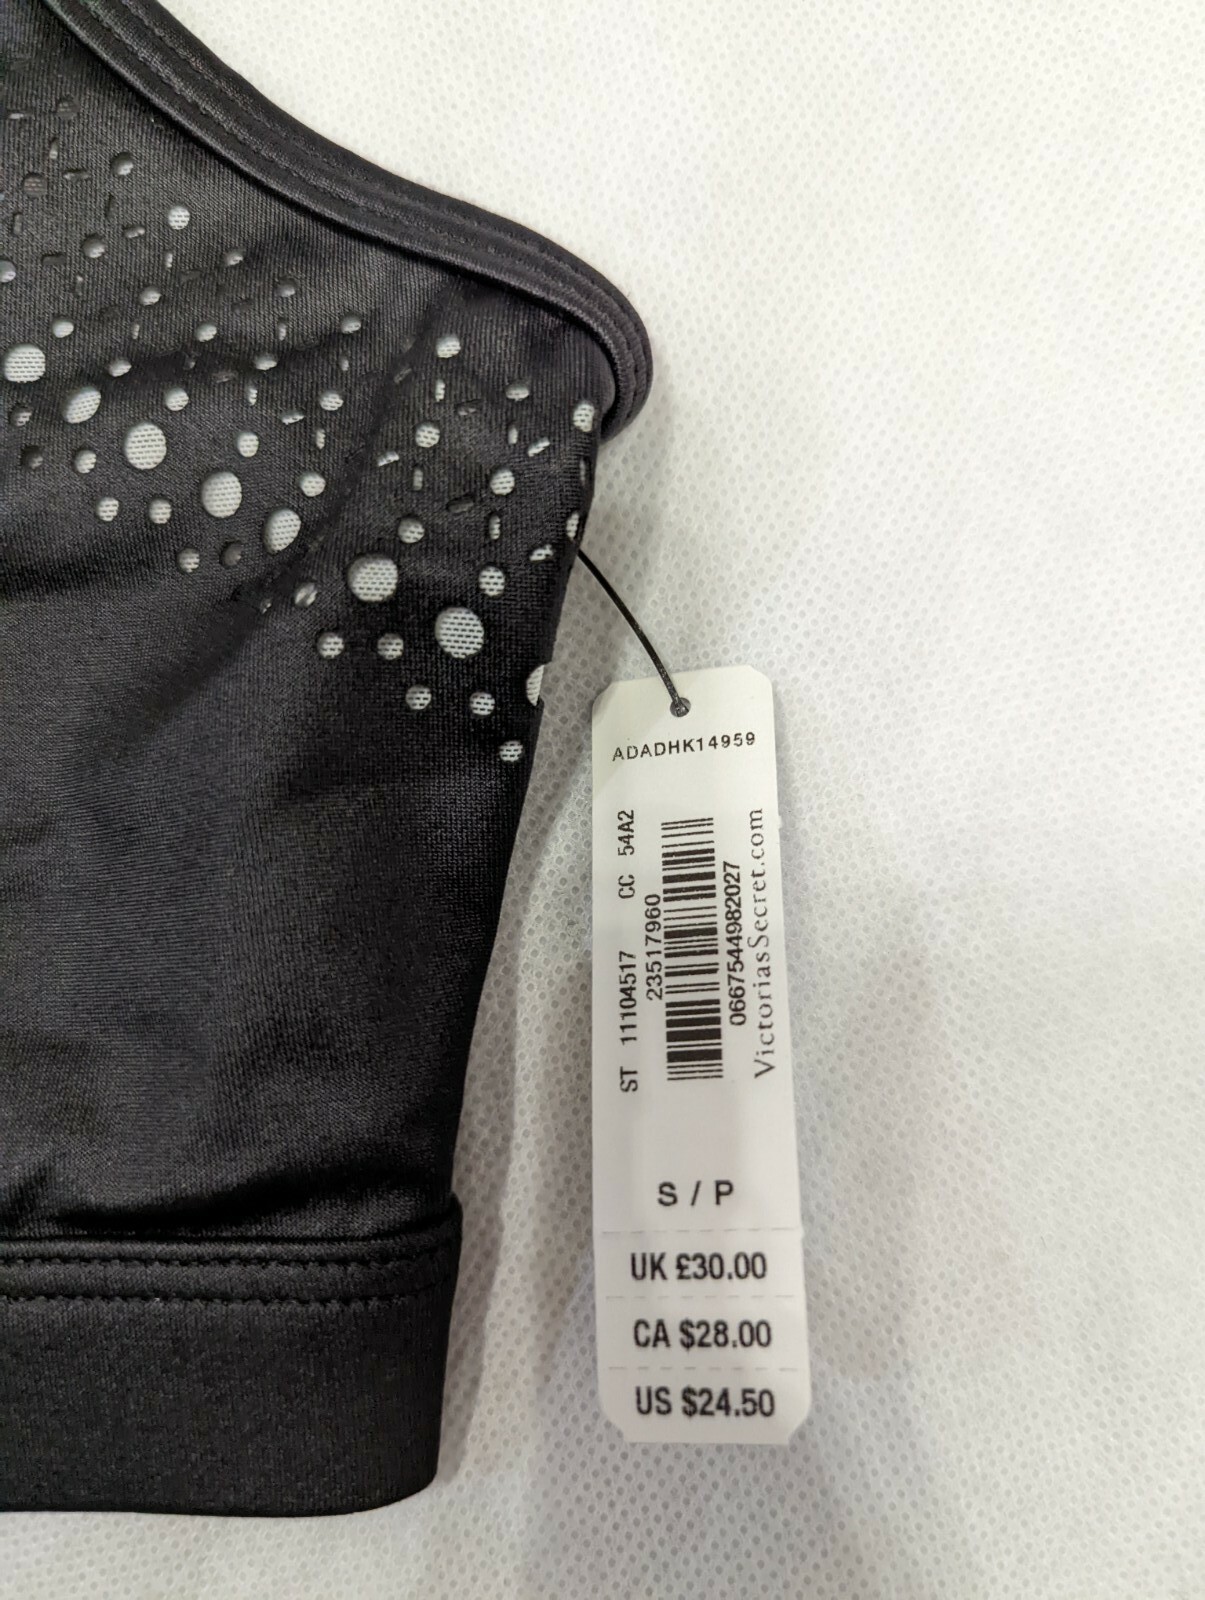 ADADHK14959
ST 11104517 CC 54A2
23517960
0667544982027
VictoriasSecret.com
S / P
UK £30.00
CA $28.00
US $24.50